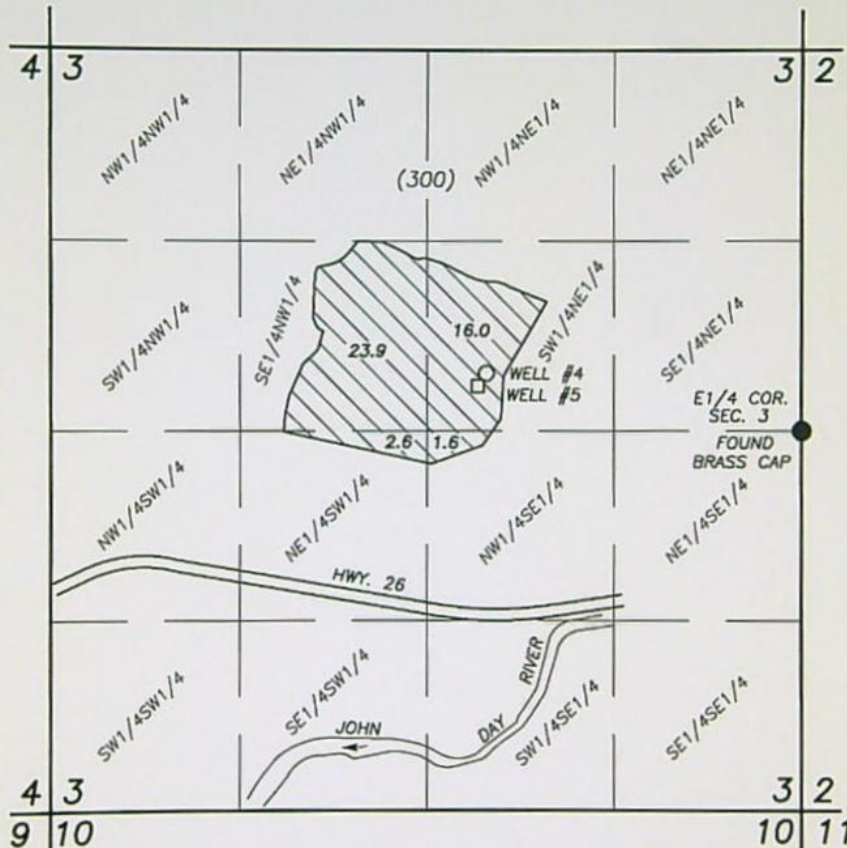 4 3
3 2
NW1/4NW1/4
NE1/4NW1/4
NW1/4NE1/4
NE1/4NE1/4
(300)
SW1/4NW1/4
SE1/4NW1/4
SW1/4NE1/4
SE1/4NE1/4
23.9
16.0
WELL #4
WELL #5
E1/4 COR.
SEC. 3
FOUND
BRASS CAP
2.6
1.6
NW1/4SW1/4
NE1/4SW1/4
NW1/4SE1/4
NE1/4SE1/4
HWY. 26
SW1/4SW1/4
SE1/4SW1/4
JOHN DAY RIVER
SW1/4SE1/4
SE1/4SE1/4
4 3
3 2
9 10
10 11